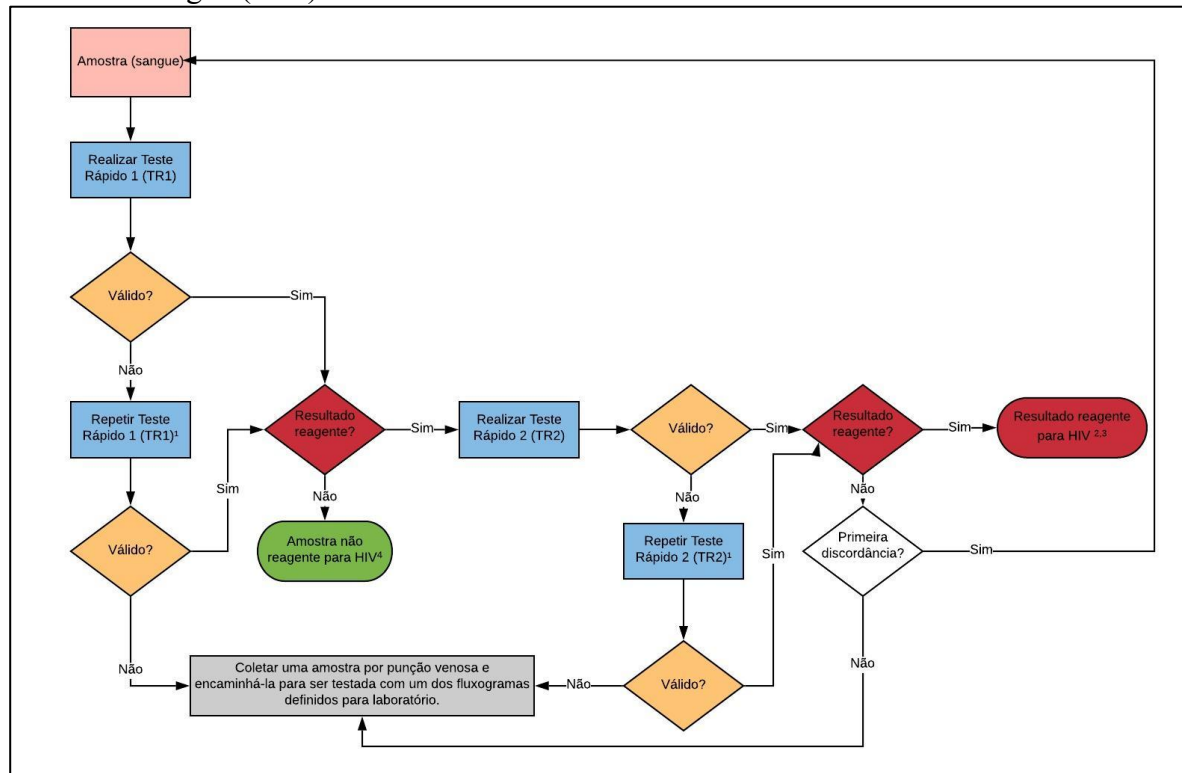 Amostra (sangue)
Realizar Teste
Rápido 1 (TR1)
Válido?
Sim
Não
Repetir Teste
Rápido 1 (TR1)¹
Sim
Válido?
Não
Resultado
reagente?
Sim
Não
Amostra não
reagente para HIV⁴
Realizar Teste
Rápido 2 (TR2)
Válido?
Sim
Não
Repetir Teste
Rápido 2 (TR2)¹
Sim
Válido?
Não
Resultado
reagente?
Sim
Resultado reagente
para HIV ²,³
Não
Primeira
discordância?
Sim
Não
Coletar uma amostra por punção venosa e
encaminhá-la para ser testada com um dos fluxogramas
definidos para laboratório.